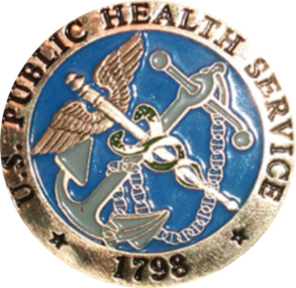 U.S. PUBLIC HEALTH SERVICE
1798